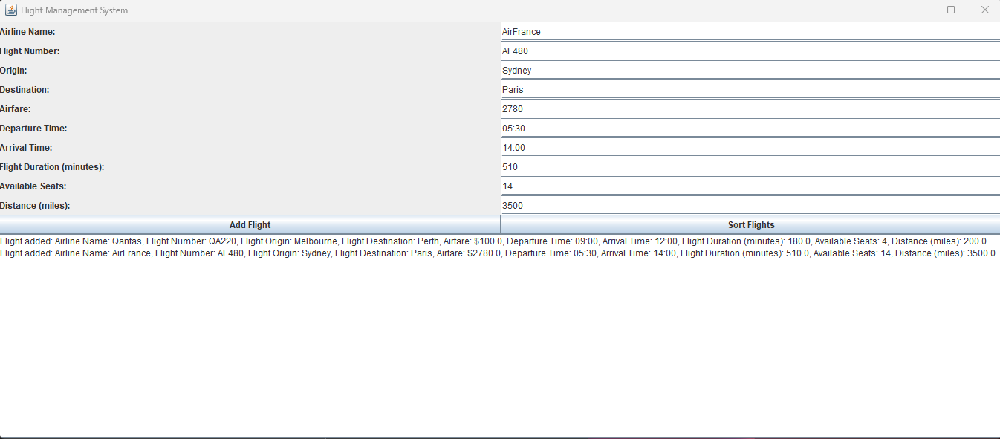 Flight Management System
Airline Name: AirFrance
Flight Number: AF480
Origin: Sydney
Destination: Paris
Airfare: 2780
Departure Time: 05:30
Arrival Time: 14:00
Flight Duration (minutes): 510
Available Seats: 14
Distance (miles): 3500
Add Flight Sort Flights
Flight added: Airline Name: Qantas, Flight Number: QA220, Flight Origin: Melbourne, Flight Destination: Perth, Airfare: $100.0, Departure Time: 09:00, Arrival Time: 12:00, Flight Duration (minutes): 180.0, Available Seats: 4, Distance (miles): 200.0
Flight added: Airline Name: AirFrance, Flight Number: AF480, Flight Origin: Sydney, Flight Destination: Paris, Airfare: $2780.0, Departure Time: 05:30, Arrival Time: 14:00, Flight Duration (minutes): 510.0, Available Seats: 14, Distance (miles): 3500.0